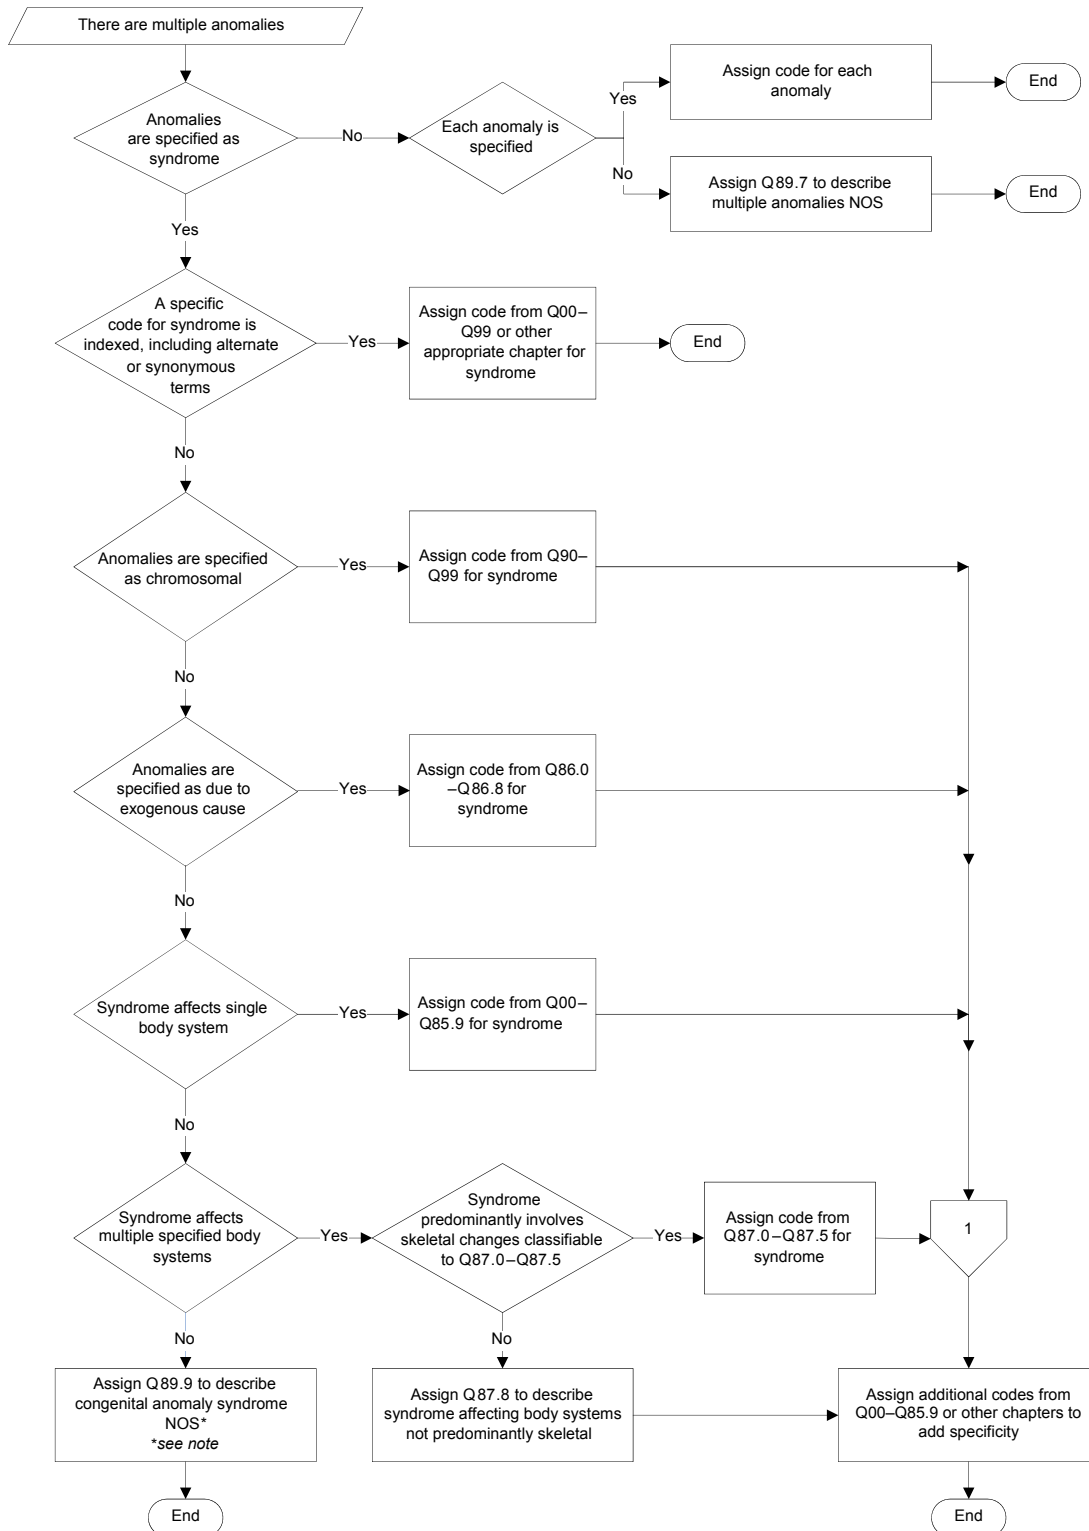 There are multiple anomalies
Anomalies
are specified as
syndrome
No
Each anomaly is
specified
Yes
Assign code for each
anomaly
End
No
Assign Q89.7 to describe
multiple anomalies NOS
End
Yes
A specific
code for syndrome is
indexed, including alternate
or synonymous
terms
Yes
Assign code from Q00–
Q99 or other
appropriate chapter for
syndrome
End
No
Anomalies are specified
as chromosomal
Yes
Assign code from Q90–
Q99 for syndrome
No
Anomalies are
specified as due to
exogenous cause
Yes
Assign code from Q86.0
–Q86.8 for
syndrome
No
Syndrome affects single
body system
Yes
Assign code from Q00–
Q85.9 for syndrome
No
Syndrome affects
multiple specified body
systems
Yes
Syndrome
predominantly involves
skeletal changes classifiable
to Q87.0–Q87.5
Yes
Assign code from
Q87.0–Q87.5 for
syndrome
1
No
Assign Q89.9 to describe
congenital anomaly syndrome
NOS*
*see note
No
Assign Q87.8 to describe
syndrome affecting body systems
not predominantly skeletal
Assign additional codes from
Q00–Q85.9 or other chapters to
add specificity
End
End